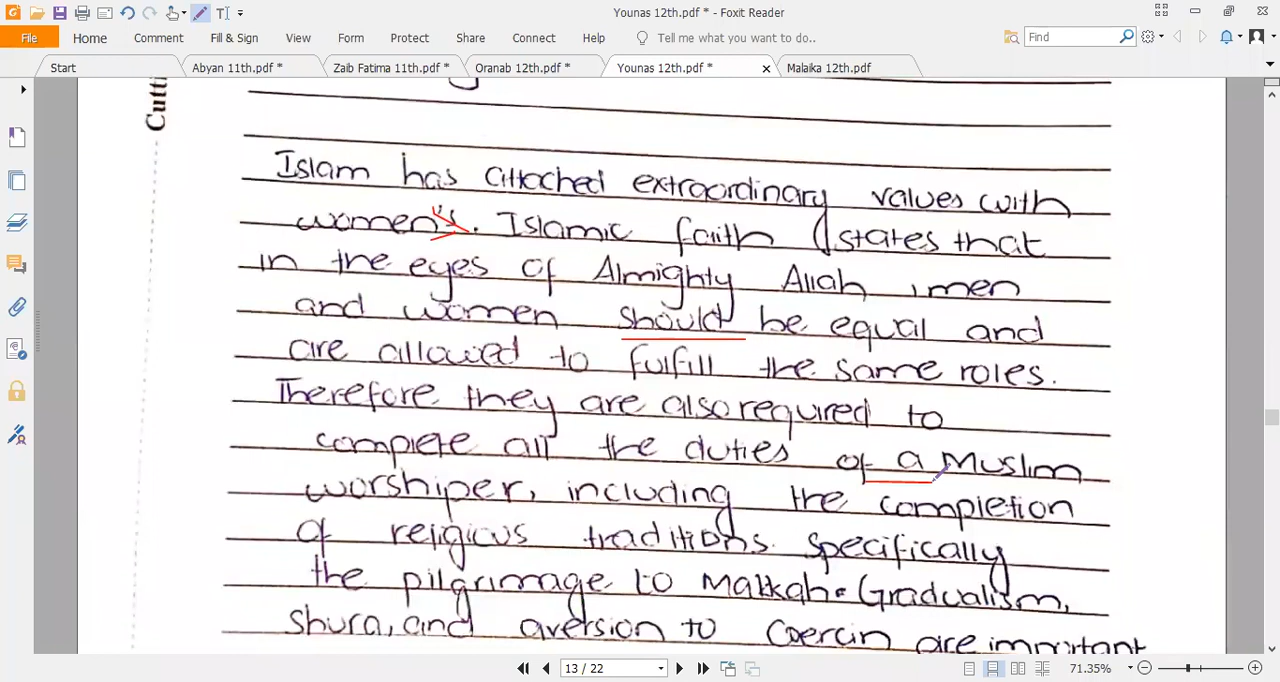 Younas 12th.pdf * - Foxit Reader
File Home Comment Fill & Sign View Form Protect Share Connect Help Tell me what you want to do.. Find
Start Abyan 11th.pdf * Zaib Fatima 11th.pdf * Oranab 12th.pdf * Younas 12th.pdf * Malaika 12th.pdf
Cutti
Islam has attached extraordinary values with
women's. Islamic faith states that
in the eyes of Almighty Allah , men
and women should be equal and
are allowed to fulfill the same roles.
Therefore they are also required to
complete all the duties of a Muslim
worshiper, including the completion
of religious traditions. Specifically
the pilgrimage to Makkah. Gradualism,
Shura, and aversion to Coercin are important
13 / 22 71.35%